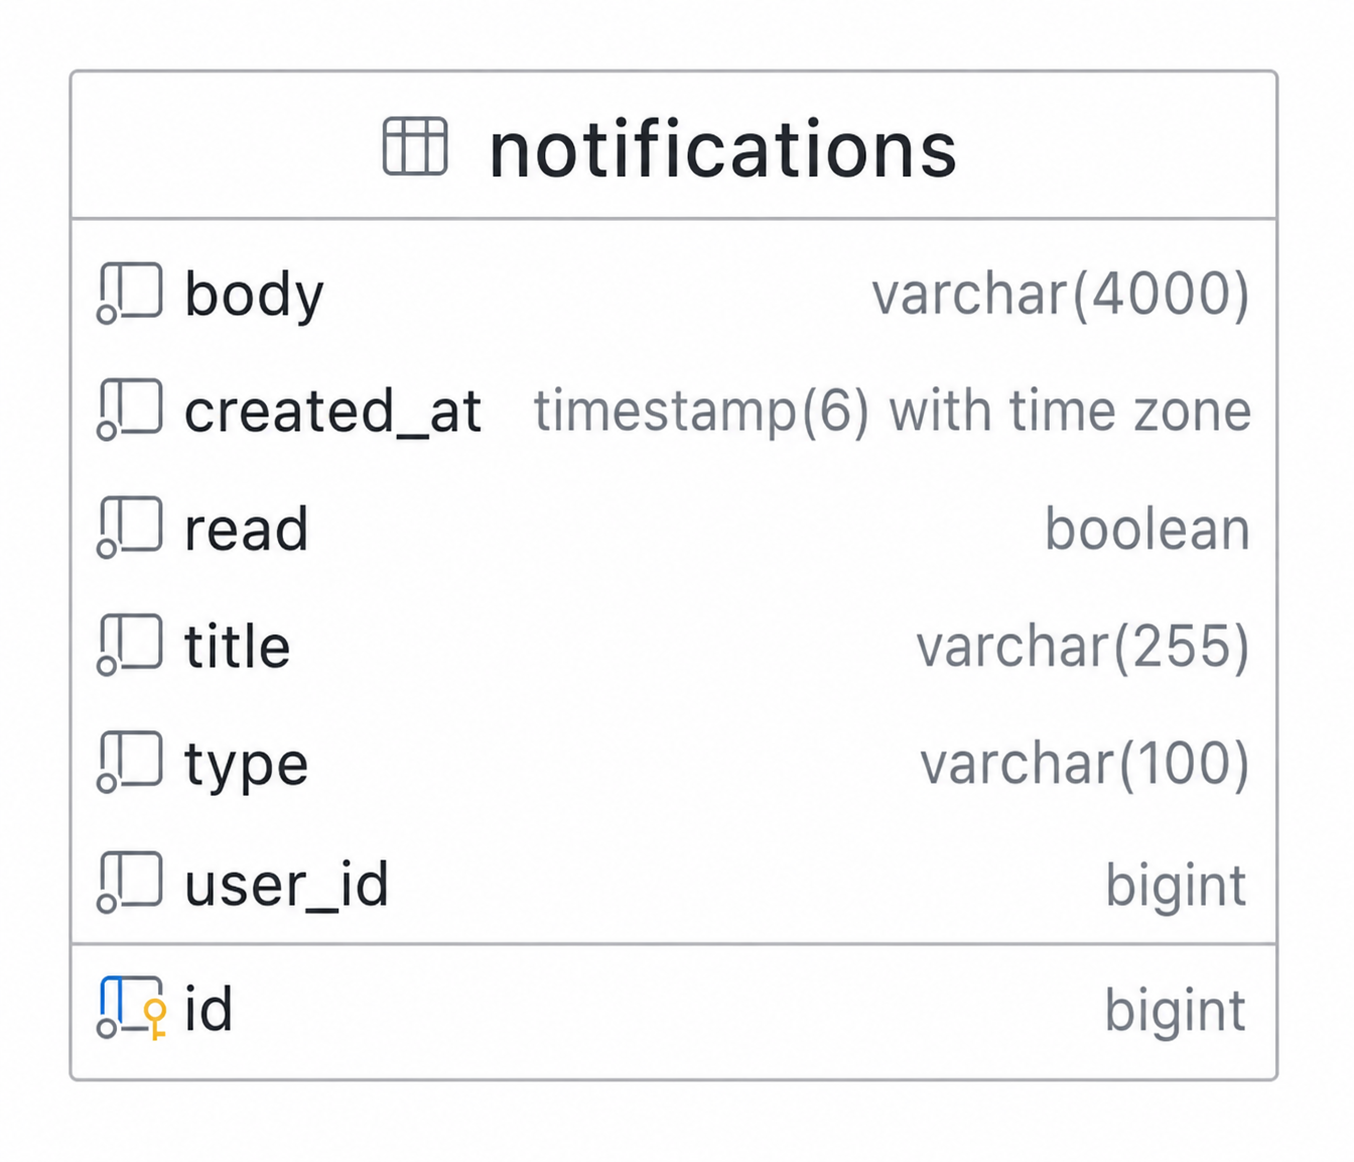 notifications
body varchar(4000)
created_at timestamp(6) with time zone
read boolean
title varchar(255)
type varchar(100)
user_id bigint
id bigint